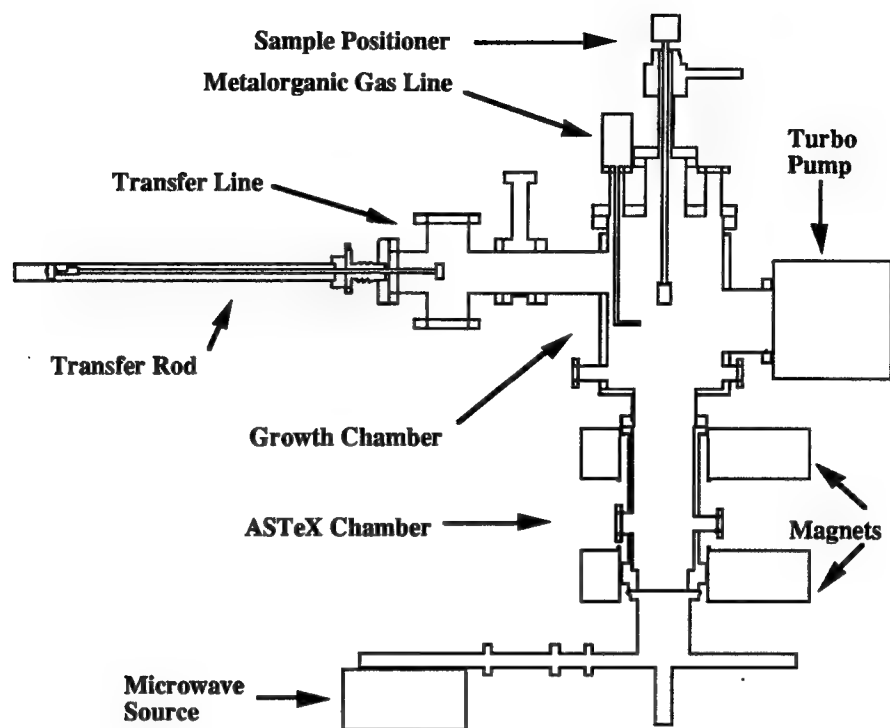 Sample Positioner
Metalorganic Gas Line
Turbo
Pump
Transfer Line
Transfer Rod
Growth Chamber
ASTeX Chamber
Magnets
Microwave
Source